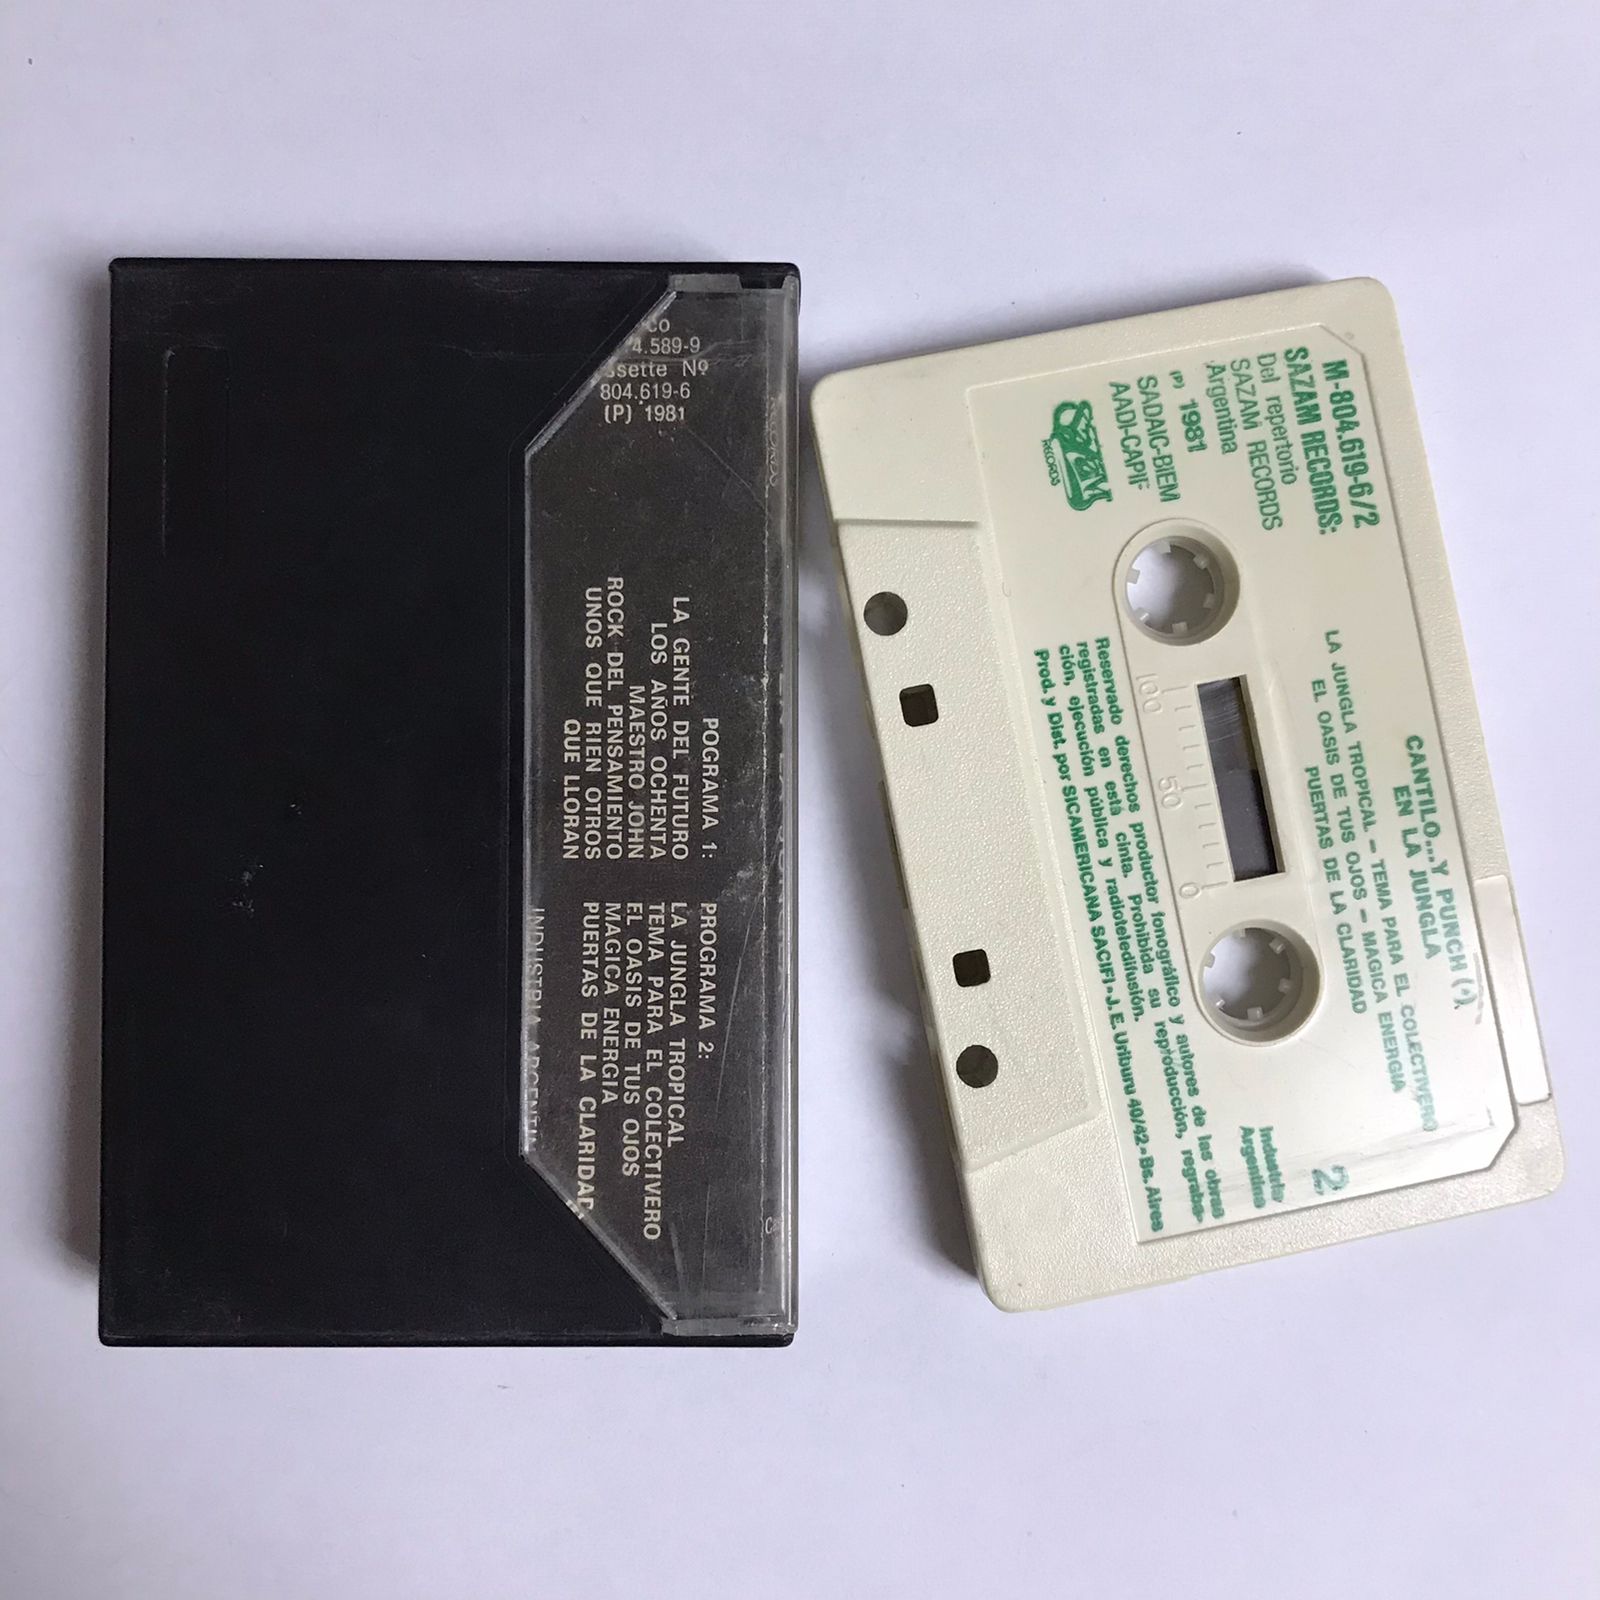 4.589-9
Nº
804.619-6
(P) 1981
POGRAMA 1:
LA GENTE DEL FUTURO
LOS AÑOS OCHENTA
MAESTRO JOHN
ROCK DEL PENSAMIENTO
UNOS QUE RIEN OTROS
QUE LLORAN
PROGRAMA 2:
LA JUNGLA TROPICAL
TEMA PARA EL COLECTIVERO
EL OASIS DE TUS OJOS
MAGICA ENERGIA
PUERTAS DE LA CLARIDAD
INDUSTRIA ARGENTIN
M-804.619-6/2
SAZAM RECORDS:
Del repertorio
SAZAM RECORDS
Argentina
(P) 1981
SADAIC-BIEM
AADI-CAPIF
SAZAM
RECORDS
CANTILO...Y PUNCH (•)
EN LA JUNGLA
LA JUNGLA TROPICAL – TEMA PARA EL COLECTIVERO
EL OASIS DE TUS OJOS – MAGICA ENERGIA
PUERTAS DE LA CLARIDAD
2
Industria
Argentina
100 50 0
Reservado derechos productor fonográfico y autores de las obras
registradas en está cinta. Prohibida su reproducción, regraba-
ción, ejecución pública y radioteledifusión.
Prod. y Dist. por SICAMERICANA SACIFI - J. E. Uriburu 40/42 - Bs. Aires